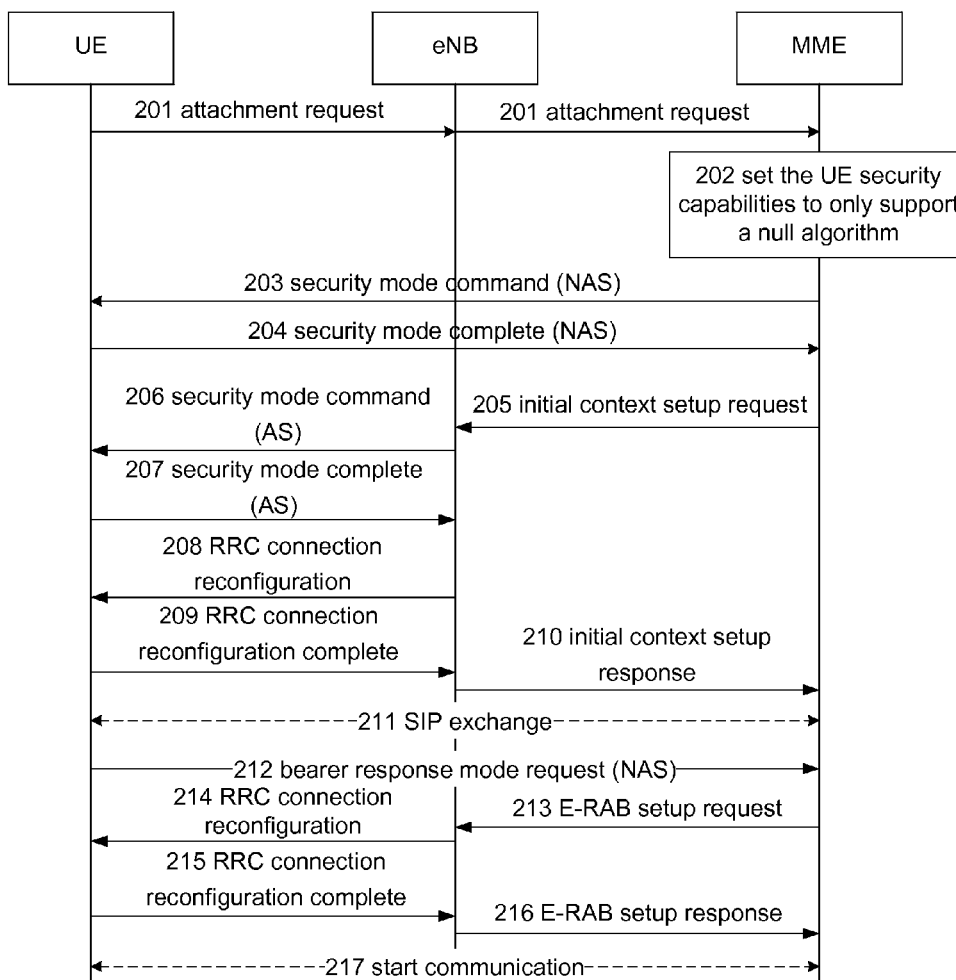 UE
eNB
MME
201 attachment request
201 attachment request
202 set the UE security
capabilities to only support
a null algorithm
203 security mode command (NAS)
204 security mode complete (NAS)
205 initial context setup request
206 security mode command
(AS)
207 security mode complete
(AS)
208 RRC connection
reconfiguration
209 RRC connection
reconfiguration complete
210 initial context setup
response
211 SIP exchange
212 bearer response mode request (NAS)
213 E-RAB setup request
214 RRC connection
reconfiguration
215 RRC connection
reconfiguration complete
216 E-RAB setup response
217 start communication